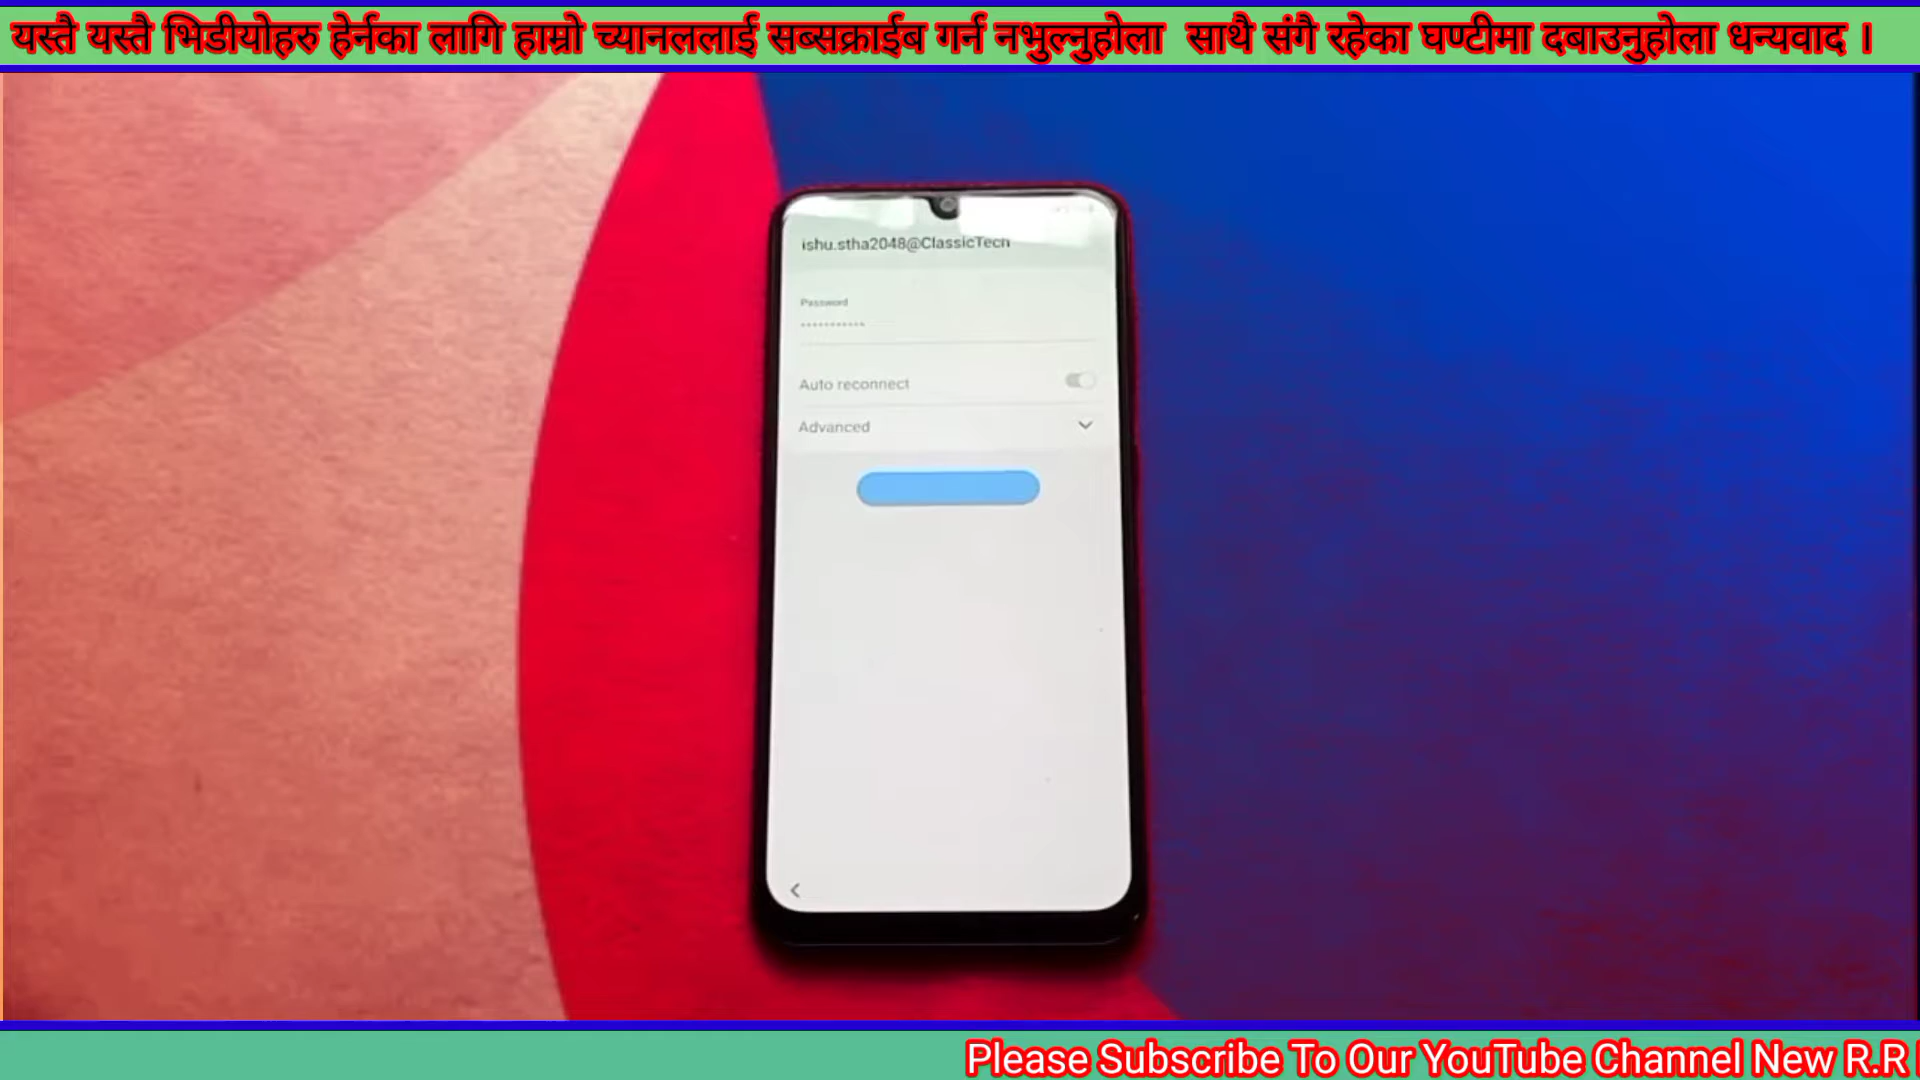 यस्तै यस्तै भिडीयोहरु हेर्नका लागि हाम्रो च्यानललाई सब्सक्राईब गर्न नभुल्नुहोला साथै संगै रहेका घण्टीमा दबाउनुहोला धन्यवाद ।
ishu.stha2048@ClassicTech
Password
Auto reconnect
Advanced
Please Subscribe To Our YouTube Channel New R.R